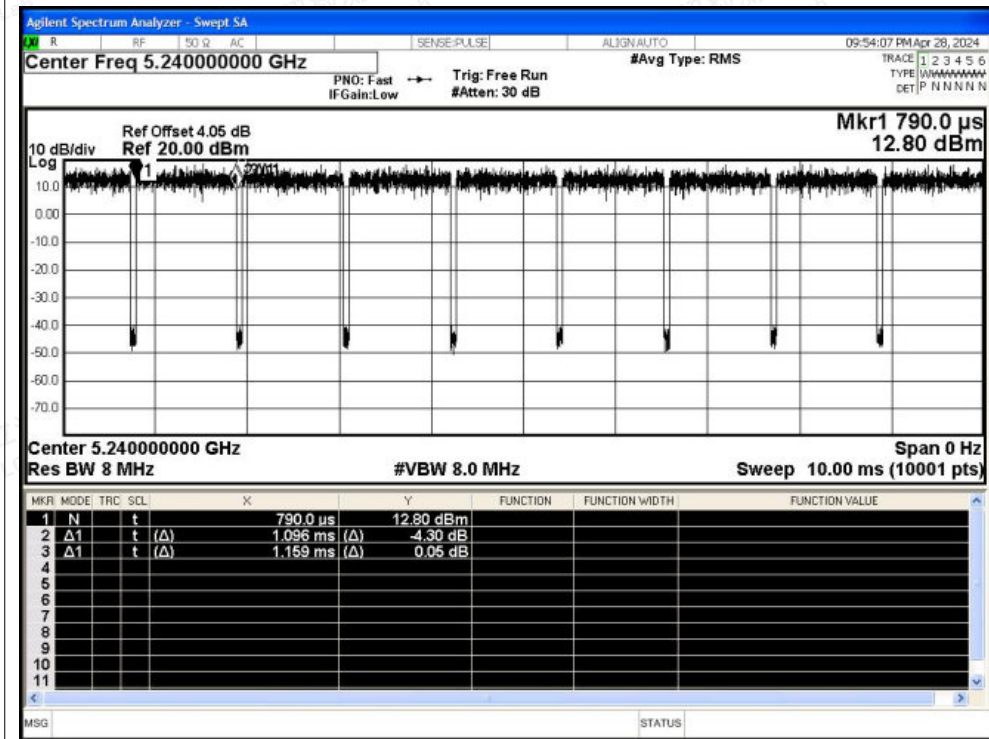 Agilent Spectrum Analyzer - Swept SA
LXI R RF 50 Ω AC SENSE:PULSE ALIGNAUTO 09:54:07 PM Apr 28, 2024
Center Freq 5.240000000 GHz #Avg Type: RMS TRACE 1 2 3 4 5 6
PNO: Fast Trig: Free Run TYPE WWWWWW
IFGain:Low #Atten: 30 dB DET P N N N N N
Mkr1 790.0 µs
12.80 dBm
Ref Offset 4.05 dB
10 dB/div Ref 20.00 dBm
Log
1
10.0
0.00
-10.0
-20.0
-30.0
-40.0
-50.0
-60.0
-70.0
Center 5.240000000 GHz Span 0 Hz
Res BW 8 MHz #VBW 8.0 MHz Sweep 10.00 ms (10001 pts)
MKR MODE TRC SCL X Y FUNCTION FUNCTION WIDTH FUNCTION VALUE
1 N t 790.0 µs 12.80 dBm
2 Δ1 t (Δ) 1.096 ms (Δ) -4.30 dB
3 Δ1 t (Δ) 1.159 ms (Δ) 0.05 dB
4
5
6
7
8
9
10
11
MSG STATUS